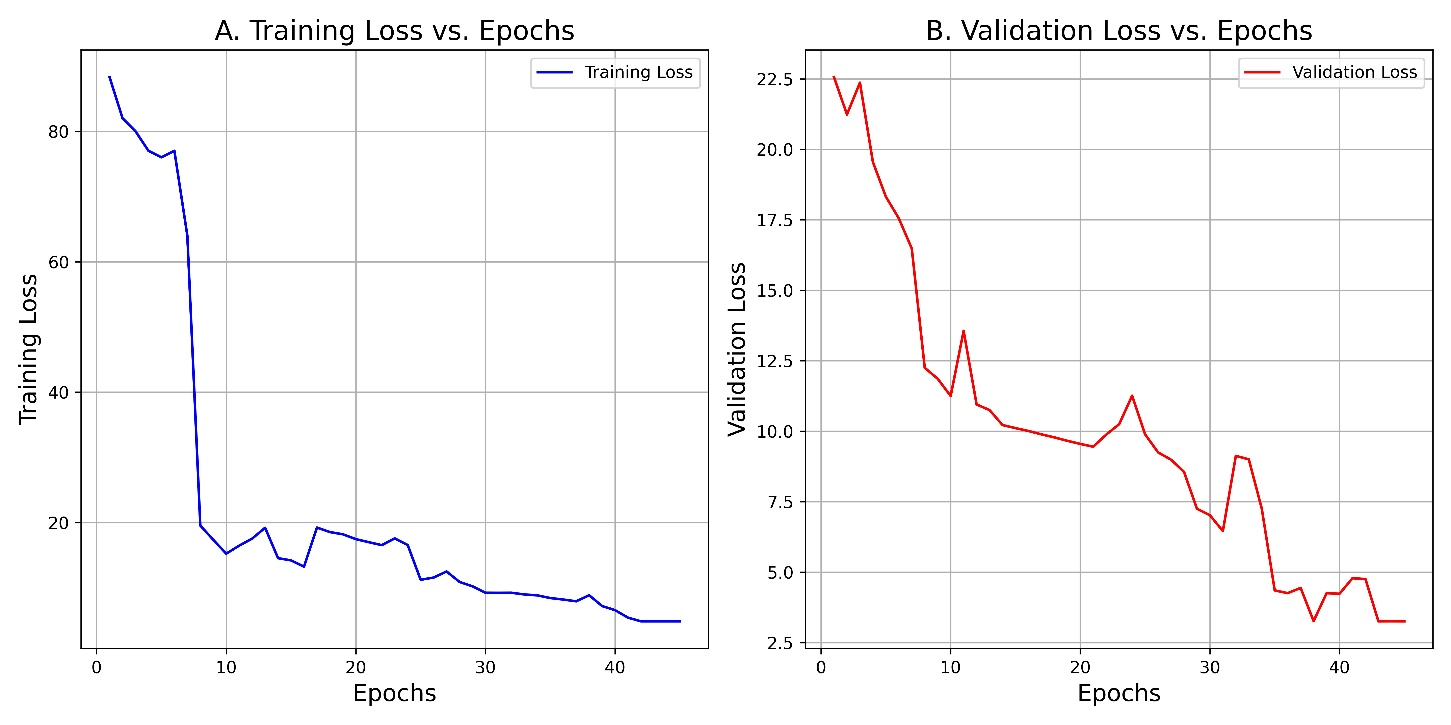 A. Training Loss vs. Epochs
Training Loss
80
60
40
20
Training Loss
0 10 20 30 40
Epochs
B. Validation Loss vs. Epochs
Validation Loss
22.5
20.0
17.5
15.0
12.5
10.0
7.5
5.0
2.5
Validation Loss
0 10 20 30 40
Epochs